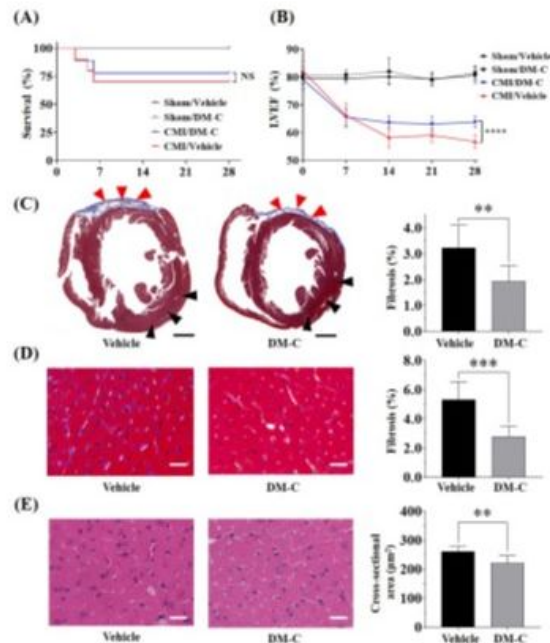 (A)
Survival (%)
100
75
50
25
0
NS
Sham/Vehicle
Sham/DM-C
CMI/DM-C
CMI/Vehicle
0 7 14 21 28
(B)
LVEF (%)
90
80
70
60
50
Sham/Vehicle
Sham/DM-C
CMI/DM-C
CMI/Vehicle
****
0 7 14 21 28
(C)
Vehicle DM-C
Fibrosis (%)
4.0
3.0
2.0
1.0
0.0
**
Vehicle DM-C
(D)
Vehicle DM-C
Fibrosis (%)
8.0
6.0
4.0
2.0
0.0
***
Vehicle DM-C
(E)
Vehicle DM-C
Cross-sectional
area (μm²)
400
300
200
100
0
**
Vehicle DM-C